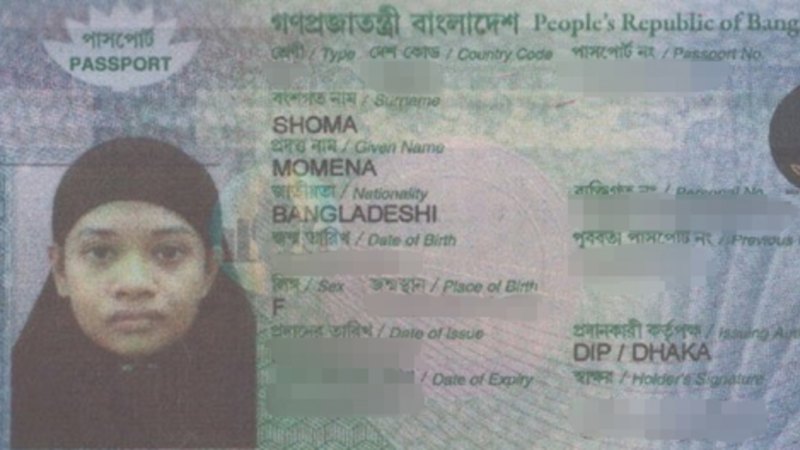 পাসপোর্ট
PASSPORT
গণপ্রজাতন্ত্রী বাংলাদেশ People's Republic of Bang
শ্রেণী / Type দেশ কোড / Country Code পাসপোর্ট নং / Passport No.
বংশগত নাম / Surname
SHOMA
প্রদত্ত নাম / Given Name
MOMENA
জাতীয়তা / Nationality ব্যক্তিগত নং / Personal No.
BANGLADESHI
জন্ম তারিখ / Date of Birth পূর্ববর্তী পাসপোর্ট নং / Previous
লিঙ্গ / Sex জন্মস্থান / Place of Birth
F
প্রদানের তারিখ / Date of Issue প্রদানকারী কর্তৃপক্ষ / Issuing Au
DIP / DHAKA
/ Date of Expiry স্বাক্ষর / Holder's Signature